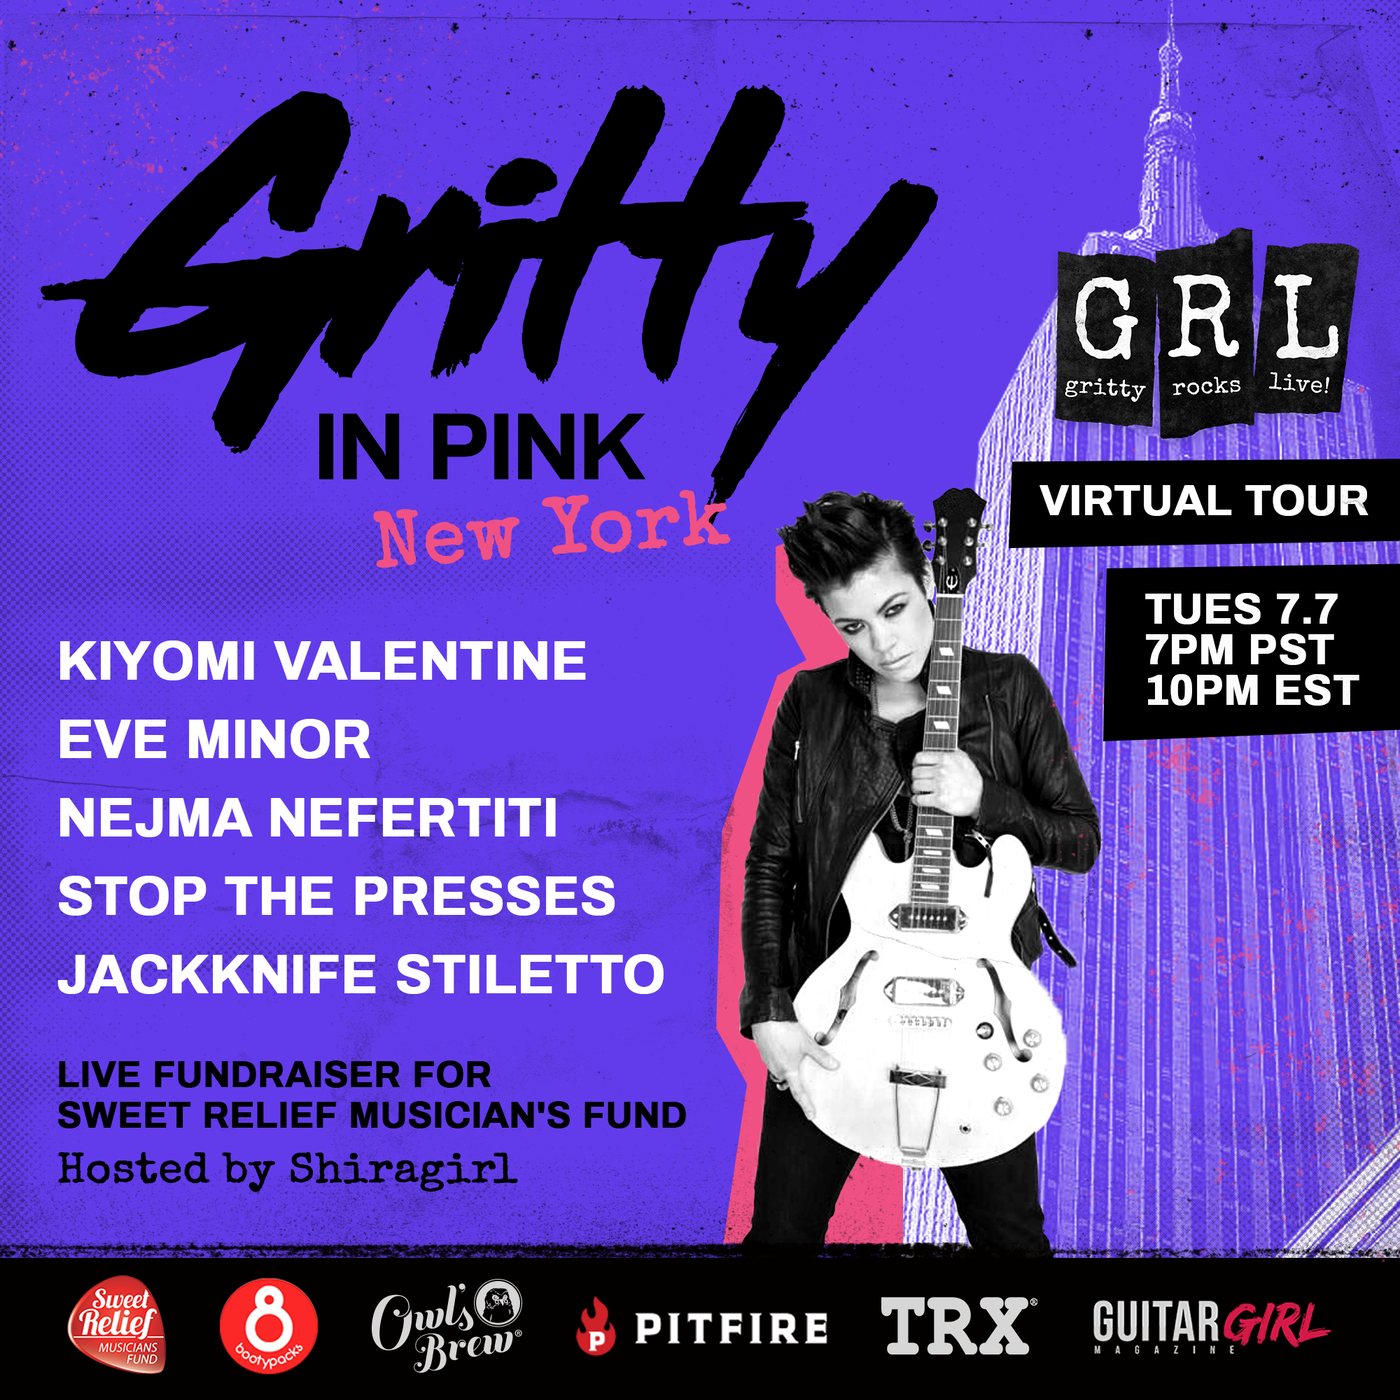 Gritty
IN PINK
New York
GRL
gritty rocks live!
VIRTUAL TOUR
TUES 7.7
7PM PST
10PM EST
KIYOMI VALENTINE
EVE MINOR
NEJMA NEFERTITI
STOP THE PRESSES
JACKKNIFE STILETTO
LIVE FUNDRAISER FOR
SWEET RELIEF MUSICIAN'S FUND
Hosted by Shiragirl
Sweet
Relief
MUSICIANS
FUND
8
bootypacks
Owl's
Brew®
P
PITFIRE
TRX®
GUITAR GIRL
MAGAZINE